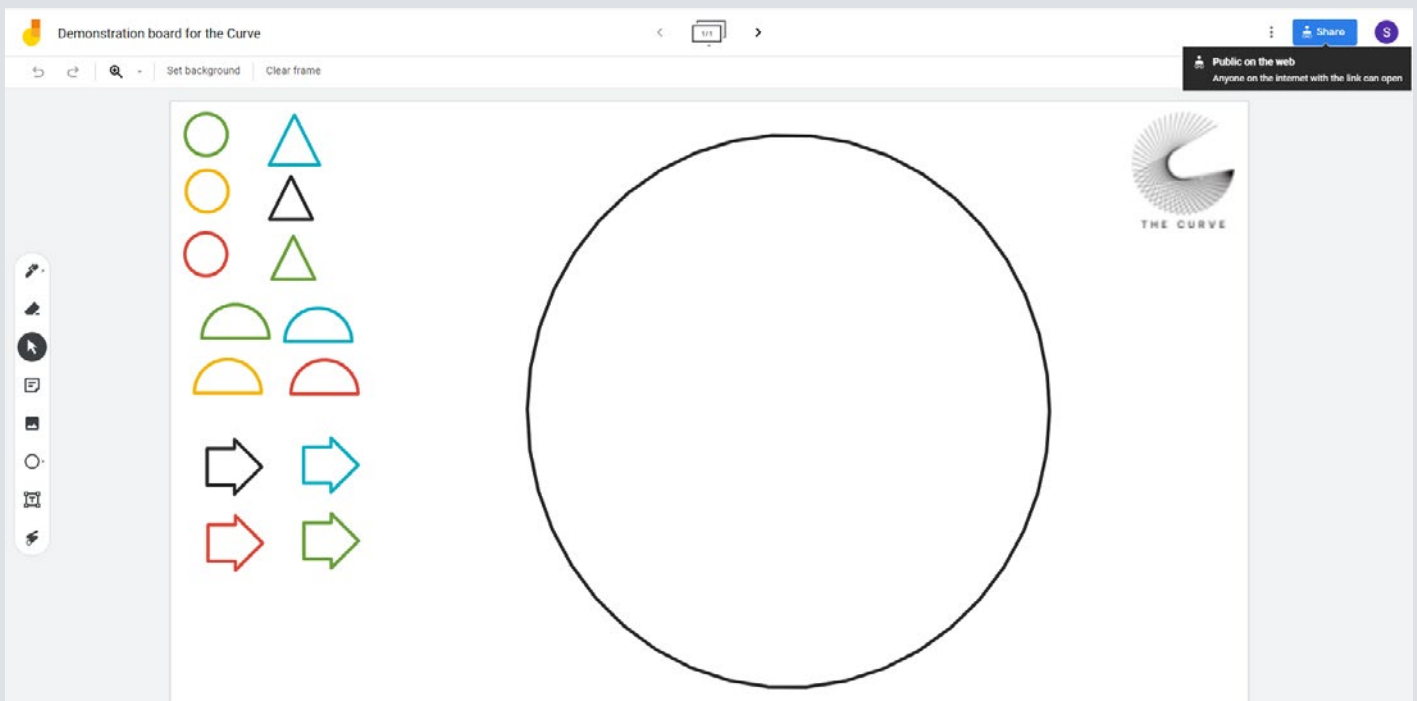 Demonstration board for the Curve
1/1
Share
S
Set background
Clear frame
Public on the web
Anyone on the internet with the link can open
THE CURVE
T